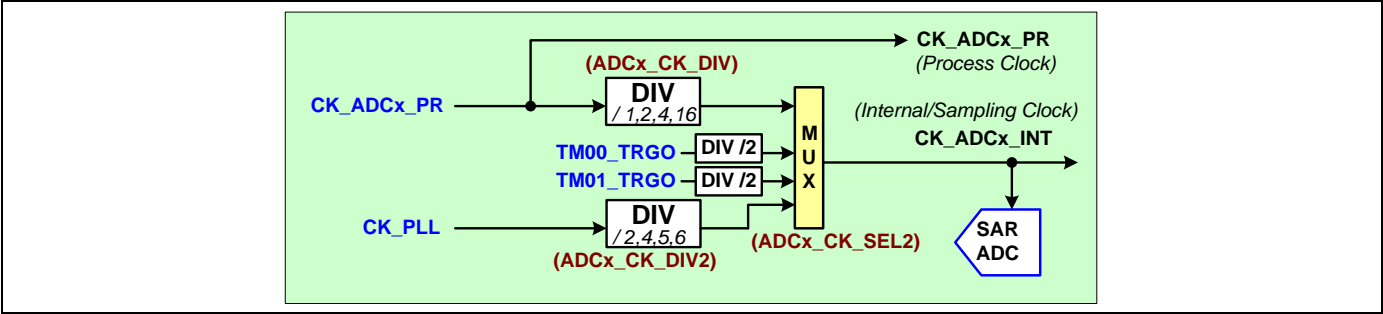 CK_ADCx_PR
(Process Clock)
(ADCx_CK_DIV)
CK_ADCx_PR
DIV
/ 1,2,4,16
(Internal/Sampling Clock)
CK_ADCx_INT
M
U
X
TM00_TRGO
DIV /2
TM01_TRGO
DIV /2
CK_PLL
DIV
/ 2,4,5,6
(ADCx_CK_DIV2)
(ADCx_CK_SEL2)
SAR
ADC